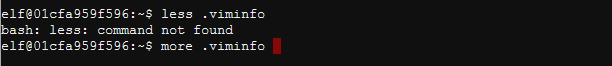 elf@01cfa959f596:~$ less .viminfo
bash: less: command not found
elf@01cfa959f596:~$ more .viminfo